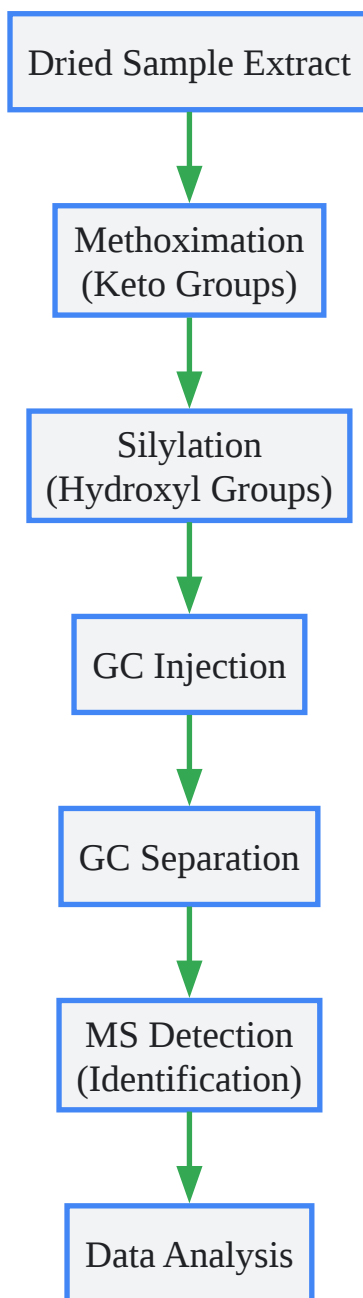 Dried Sample Extract
Methoximation
(Keto Groups)
Silylation
(Hydroxyl Groups)
GC Injection
GC Separation
MS Detection
(Identification)
Data Analysis